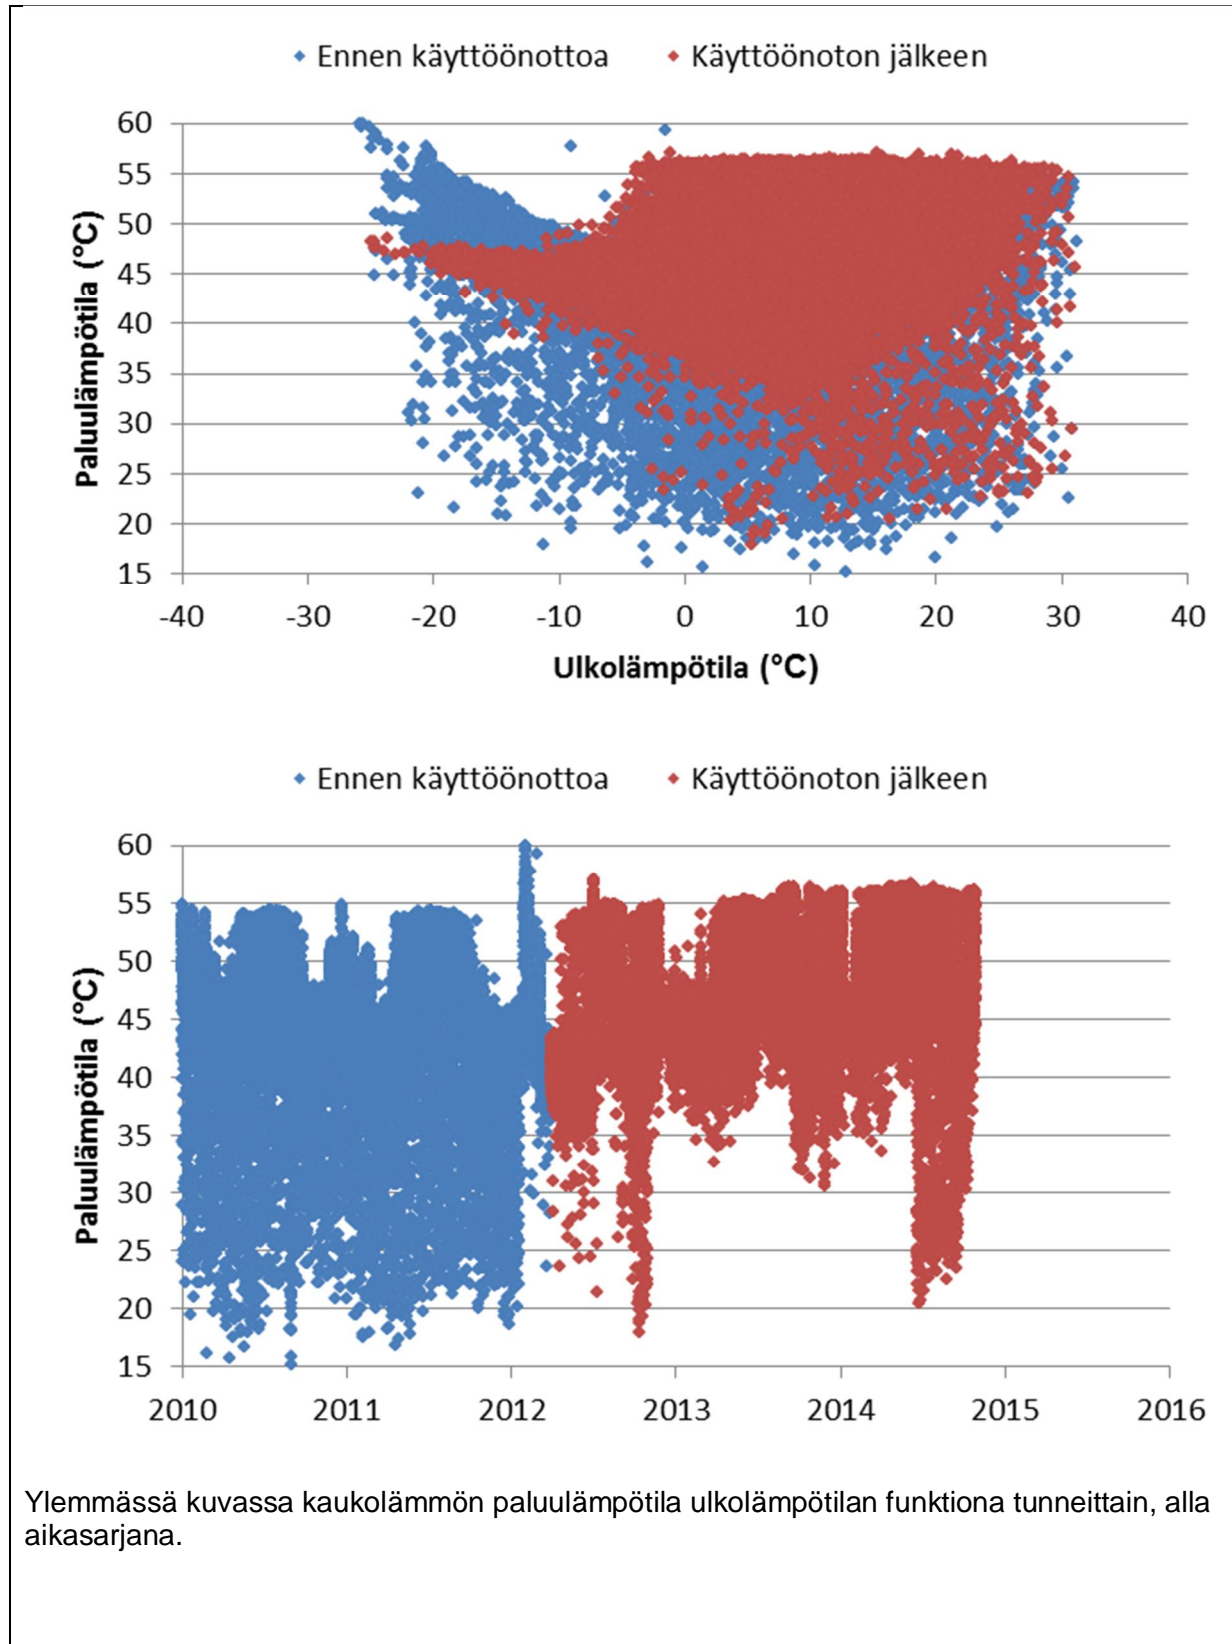 Ennen käyttöönottoa Käyttöönoton jälkeen
60
55
50
45
40
35
30
25
20
15
Paluulämpötila (°C)
-40 -30 -20 -10 0 10 20 30 40
Ulkolämpötila (°C)
Ennen käyttöönottoa Käyttöönoton jälkeen
60
55
50
45
40
35
30
25
20
15
Paluulämpötila (°C)
2010 2011 2012 2013 2014 2015 2016
Ylemmässä kuvassa kaukolämmön paluulämpötila ulkolämpötilan funktiona tunneittain, alla
aikasarjana.